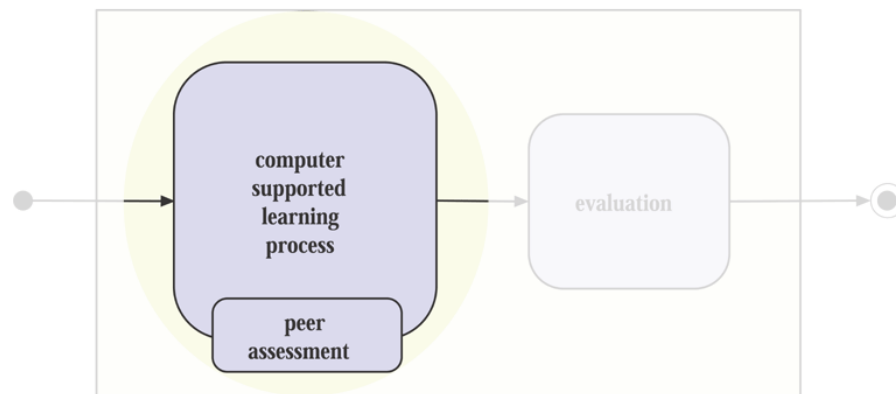 computer
supported
learning
process
evaluation
peer
assessment